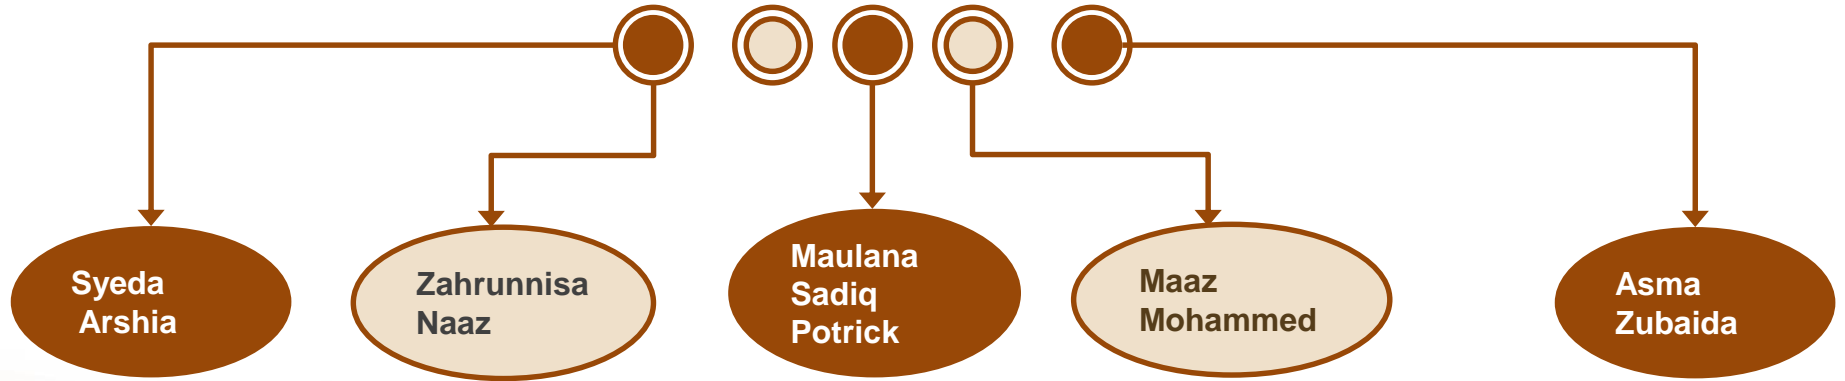 Syeda
Arshia
Zahrunnisa
Naaz
Maulana
Sadiq
Potrick
Maaz
Mohammed
Asma
Zubaida